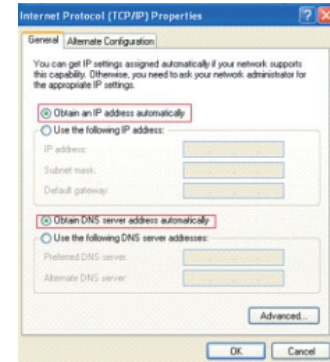 Internet Protocol (TCP/IP) Properties
General
Alternate Configuration
You can get IP settings assigned automatically if your network supports
this capability. Otherwise, you need to ask your network administrator for
the appropriate IP settings.
Obtain an IP address automatically
Use the following IP address:
IP address:
Subnet mask:
Default gateway:
Obtain DNS server address automatically
Use the following DNS server addresses:
Preferred DNS server:
Alternate DNS server:
Advanced...
OK
Cancel